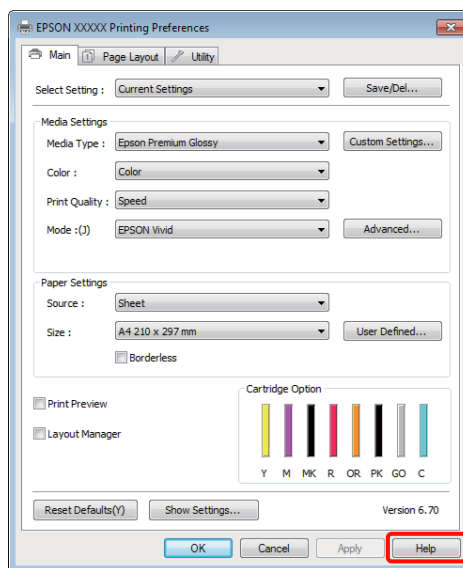 EPSON XXXXX Printing Preferences
Main 1 Page Layout Utility
Select Setting : Current Settings Save/Del...
Media Settings
Media Type : Epson Premium Glossy Custom Settings...
Color : Color
Print Quality : Speed
Mode :(J) EPSON Vivid Advanced...
Paper Settings
Source : Sheet
Size : A4 210 x 297 mm User Defined...
Borderless
Print Preview
Layout Manager
Cartridge Option
Y M MK R OR PK GO C
Reset Defaults(Y) Show Settings... Version 6.70
OK Cancel Apply Help